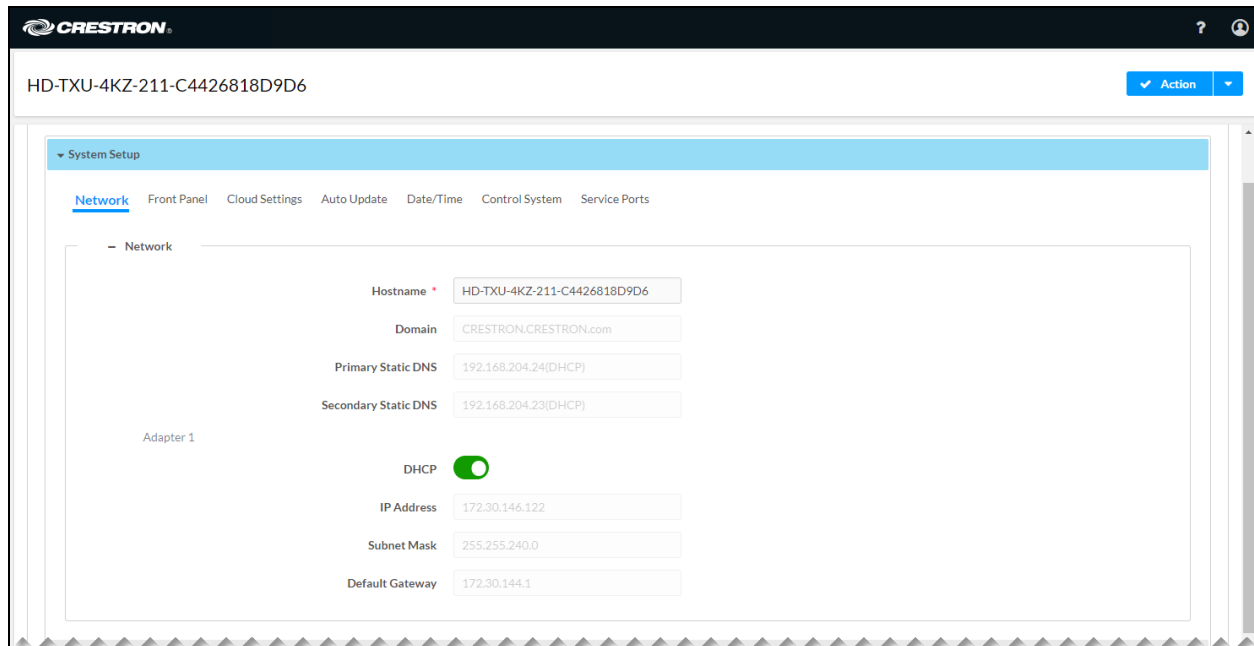 CRESTRON®
?
HD-TXU-4KZ-211-C4426818D9D6
Action
System Setup
Network Front Panel Cloud Settings Auto Update Date/Time Control System Service Ports
– Network
Hostname * HD-TXU-4KZ-211-C4426818D9D6
Domain CRESTRON.CRESTRON.com
Primary Static DNS 192.168.204.24(DHCP)
Secondary Static DNS 192.168.204.23(DHCP)
Adapter 1
DHCP
IP Address 172.30.146.122
Subnet Mask 255.255.240.0
Default Gateway 172.30.144.1